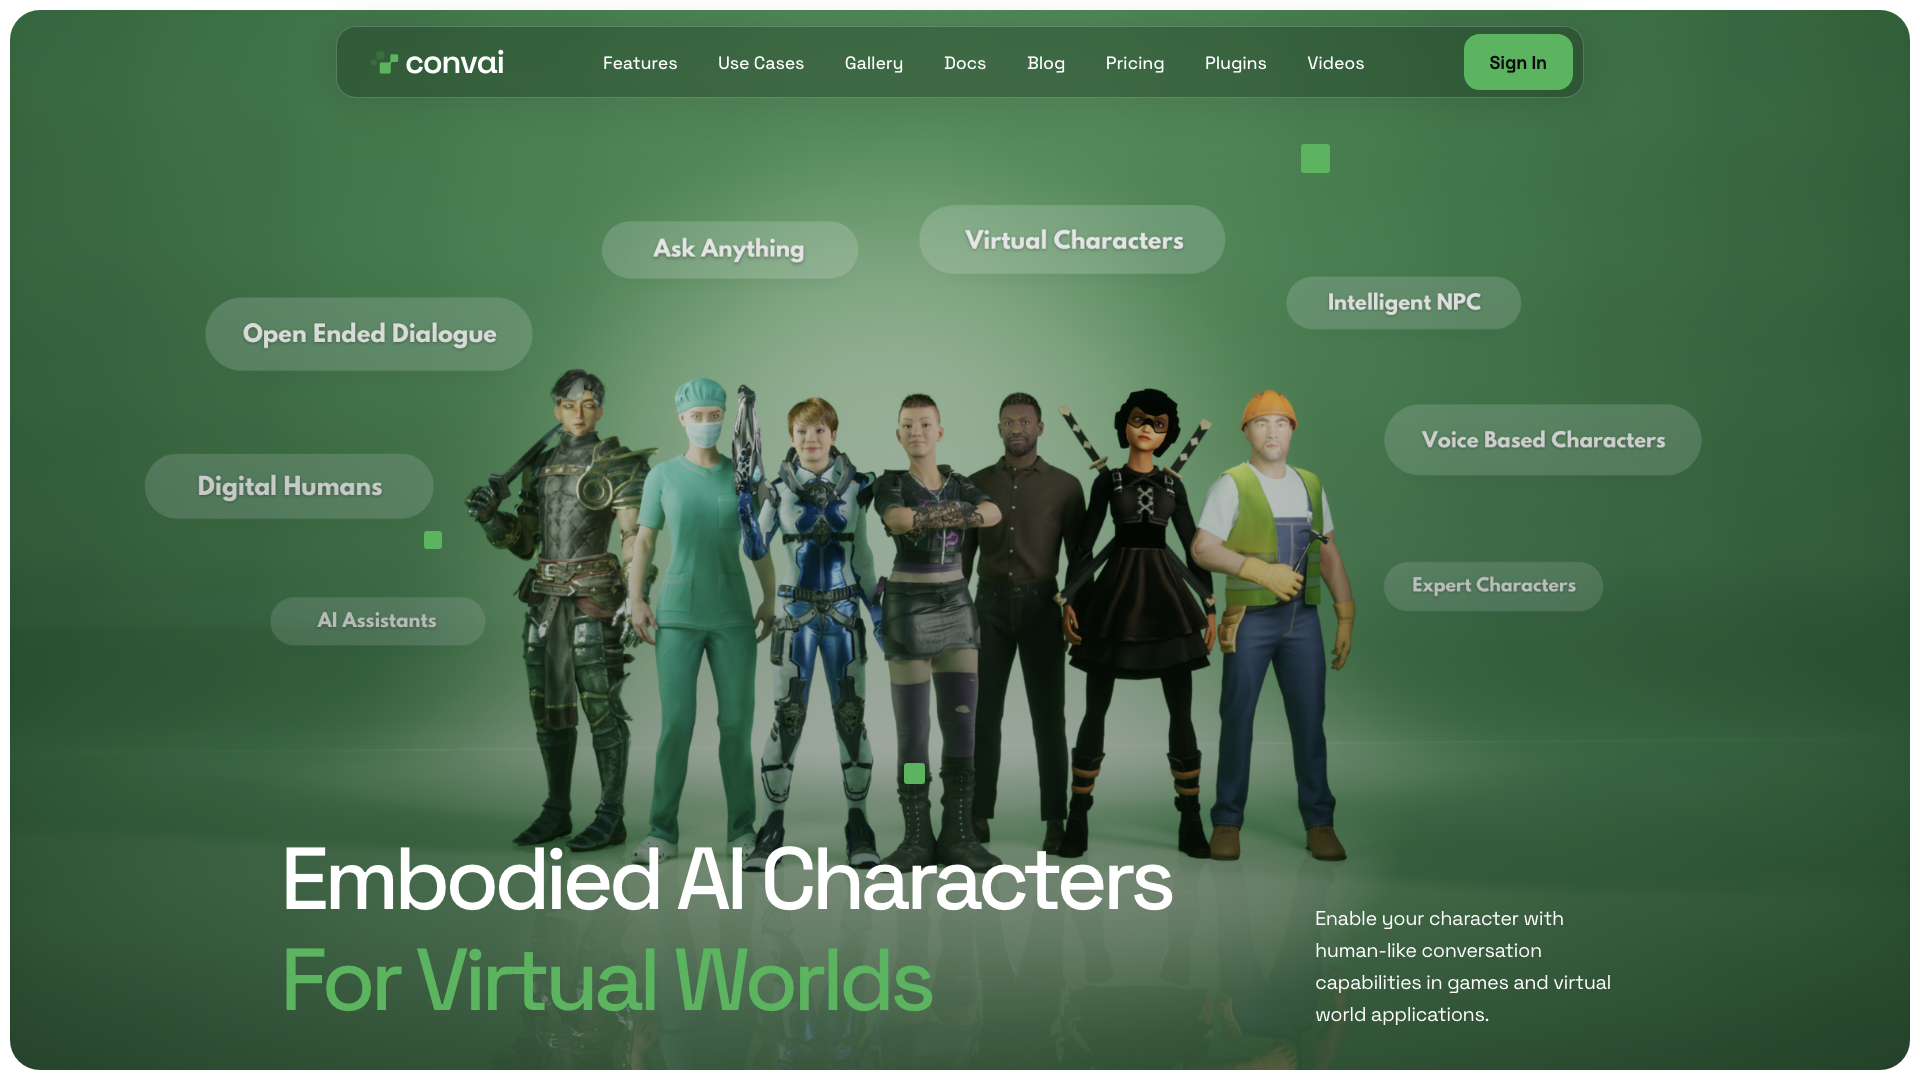 convai
Features
Use Cases
Gallery
Docs
Blog
Pricing
Plugins
Videos
Sign In
Ask Anything
Virtual Characters
Intelligent NPC
Open Ended Dialogue
Voice Based Characters
Digital Humans
Expert Characters
AI Assistants
Embodied AI Characters
For Virtual Worlds
Enable your character with
human-like conversation
capabilities in games and virtual
world applications.